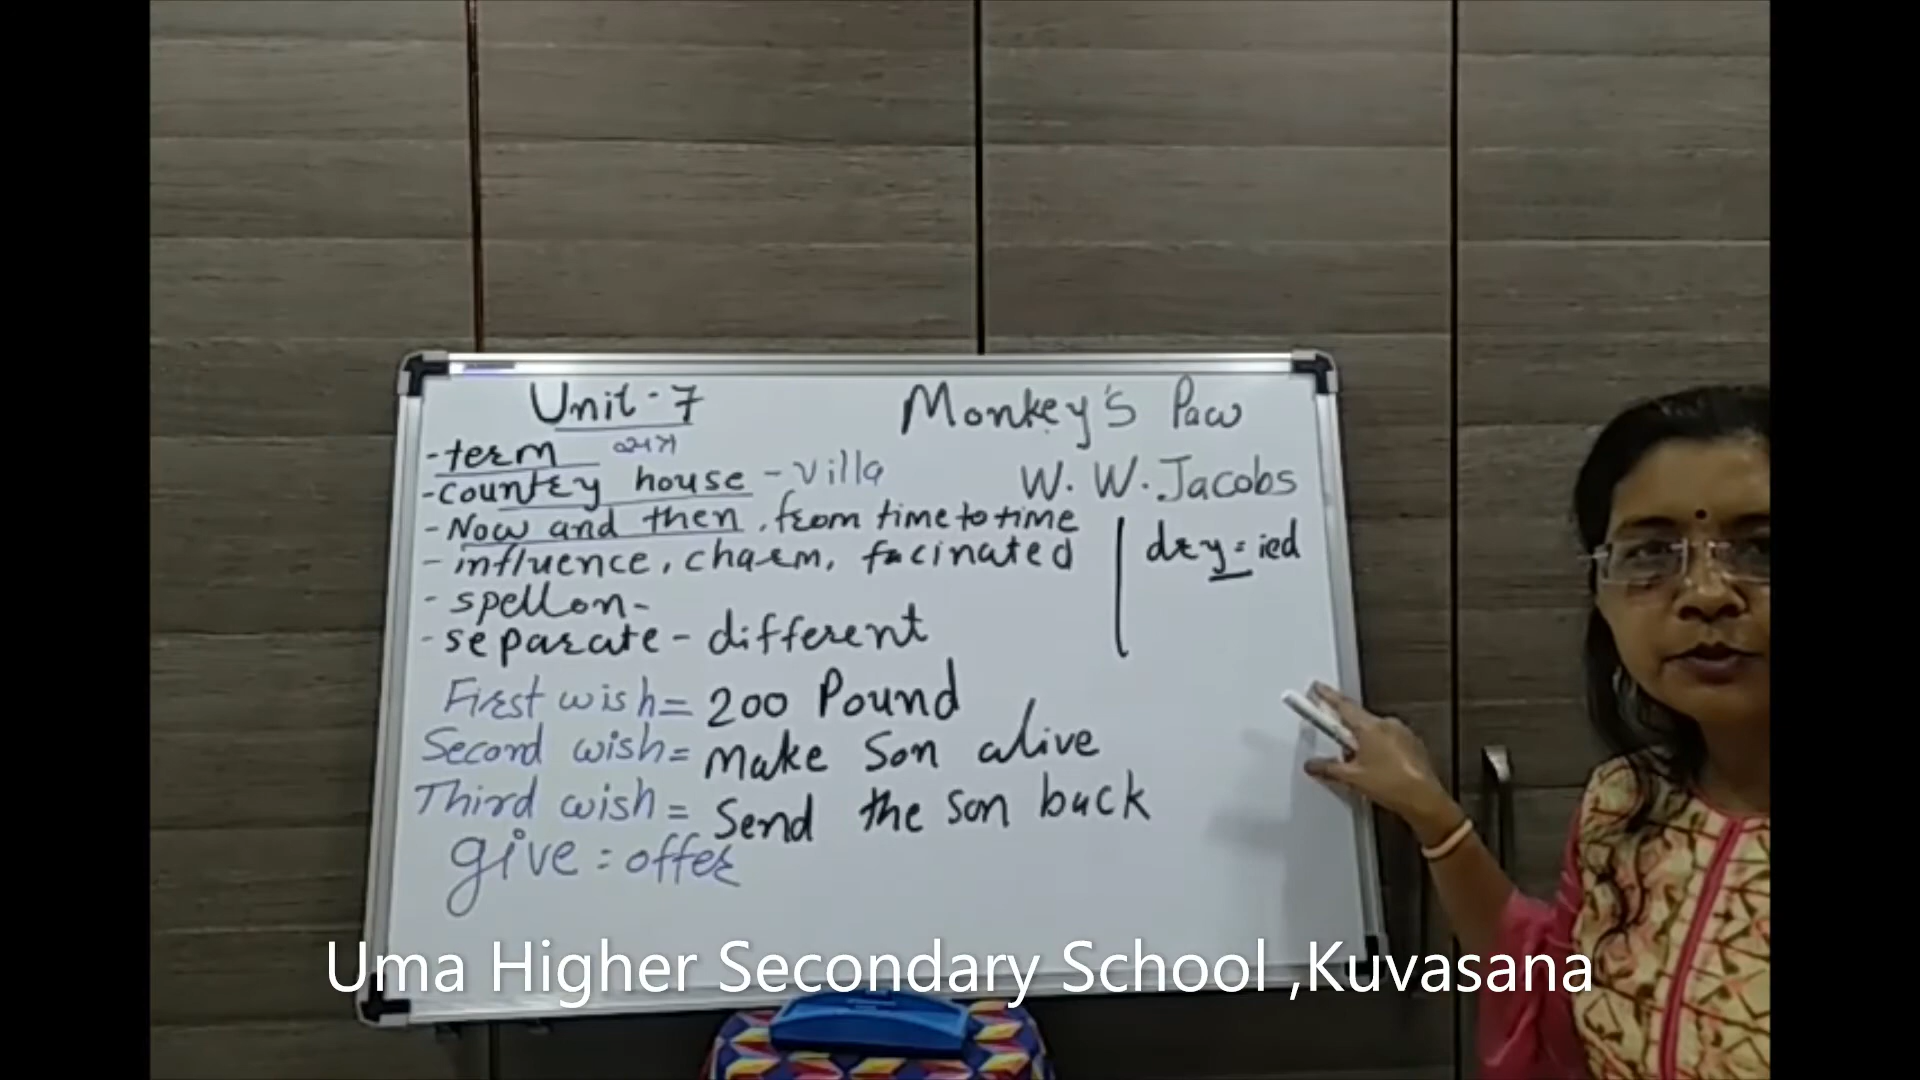 Unit-7
Monkey's Paw
- term સત્ર
- country house - villa
W. W. Jacobs
- Now and then, from time to time
dry = ied
- influence, charm, facinated
- spellon -
- separate - different
First wish = 200 Pound
Second wish = Make Son alive
Third wish = Send the son back
give = offer
Uma Higher Secondary School ,Kuvasana